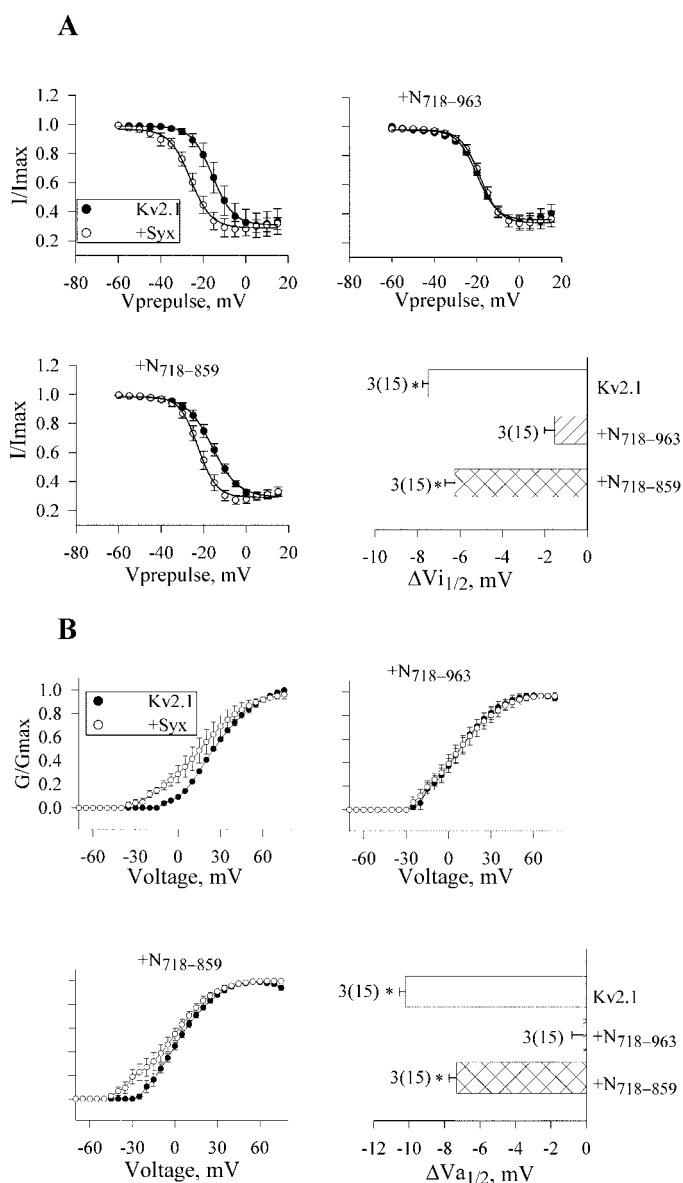 A
+N718–963
1.2
1.0
0.8
0.6
0.4
0.2
I/Imax
Kv2.1
+Syx
-80 -60 -40 -20 0 20
Vprepulse, mV
-80 -60 -40 -20 0 20
Vprepulse, mV
+N718–859
1.2
1.0
0.8
0.6
0.4
0.2
I/Imax
-80 -60 -40 -20 0 20
Vprepulse, mV
3(15) *
Kv2.1
3(15)
+N718–963
3(15) *
+N718–859
-10 -8 -6 -4 -2 0
ΔVi1/2, mV
B
+N718–963
1.0
0.8
0.6
0.4
0.2
0.0
G/Gmax
Kv2.1
+Syx
-60 -30 0 30 60
Voltage, mV
-60 -30 0 30 60
Voltage, mV
+N718–859
-60 -30 0 30 60
Voltage, mV
3(15) *
Kv2.1
3(15)
+N718–963
3(15) *
+N718–859
-12 -10 -8 -6 -4 -2 0
ΔVa1/2, mV